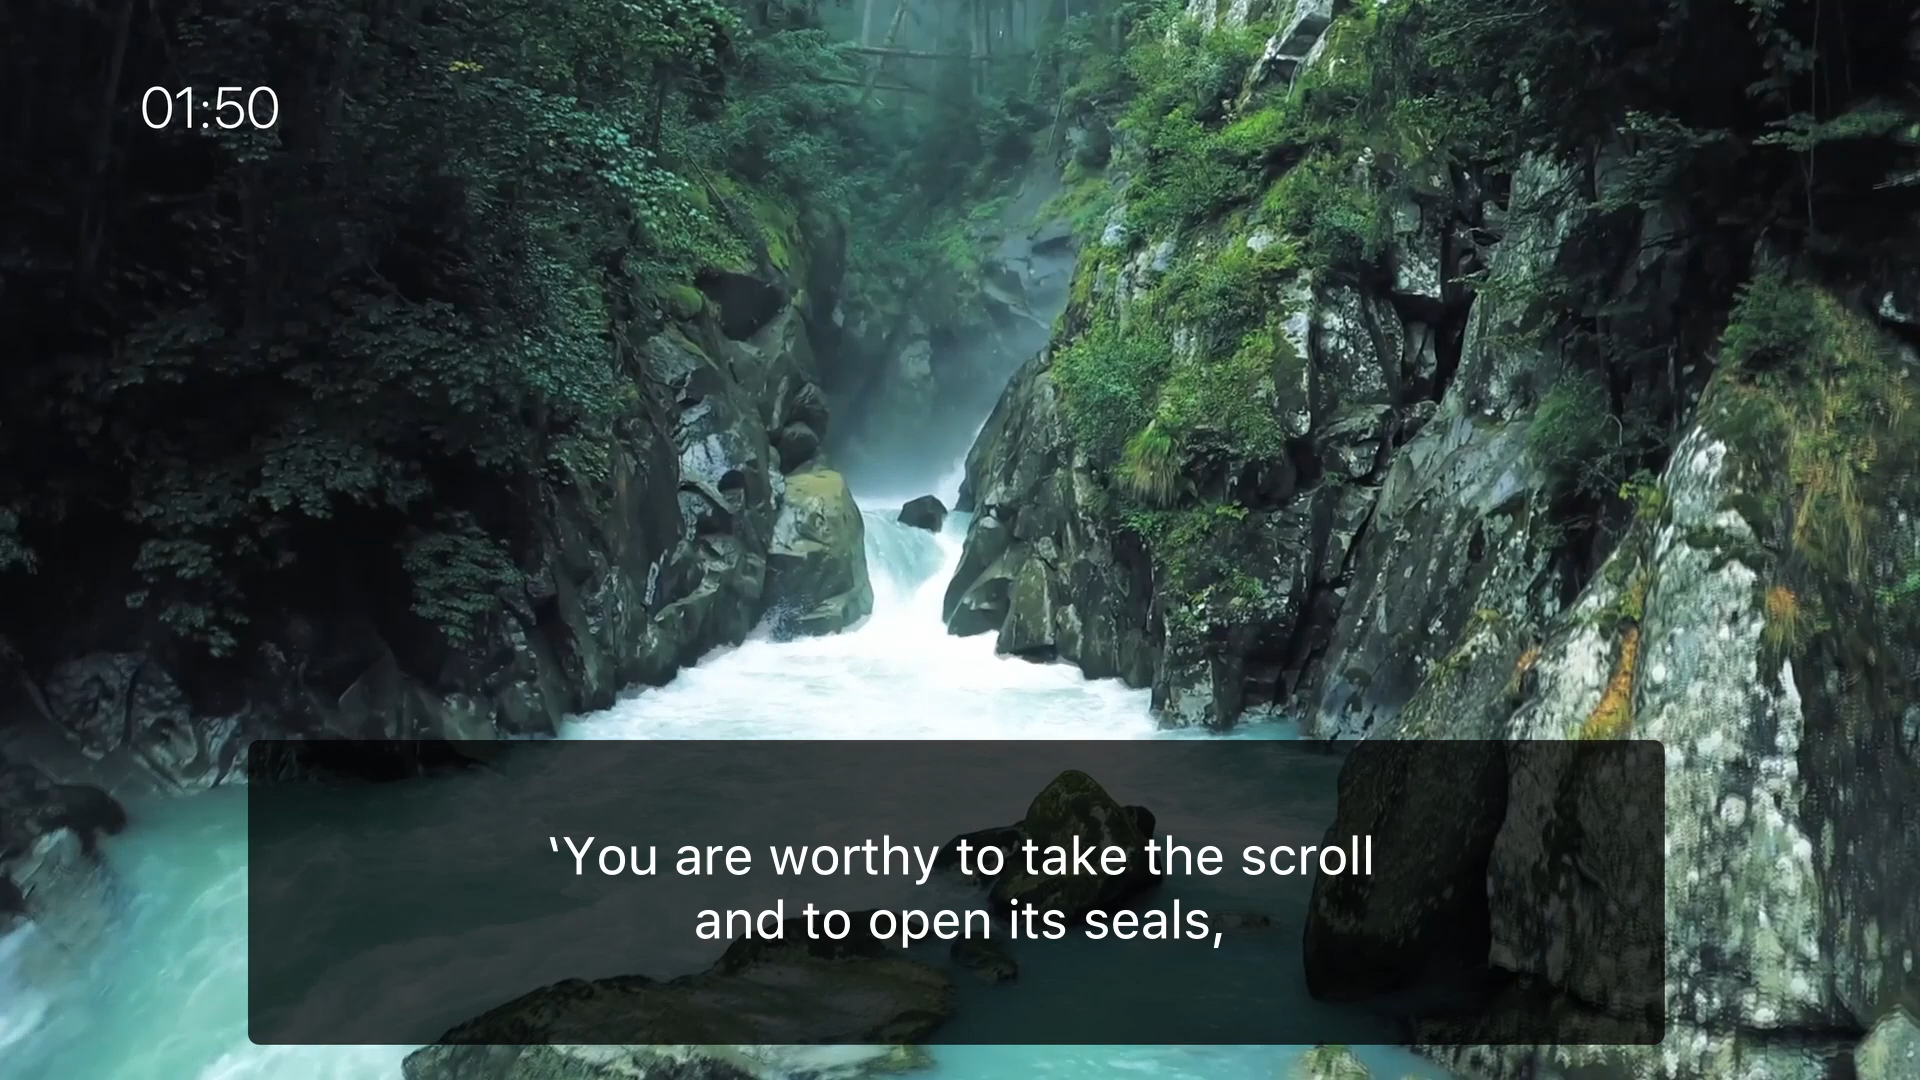 01:50
‘You are worthy to take the scroll
and to open its seals,